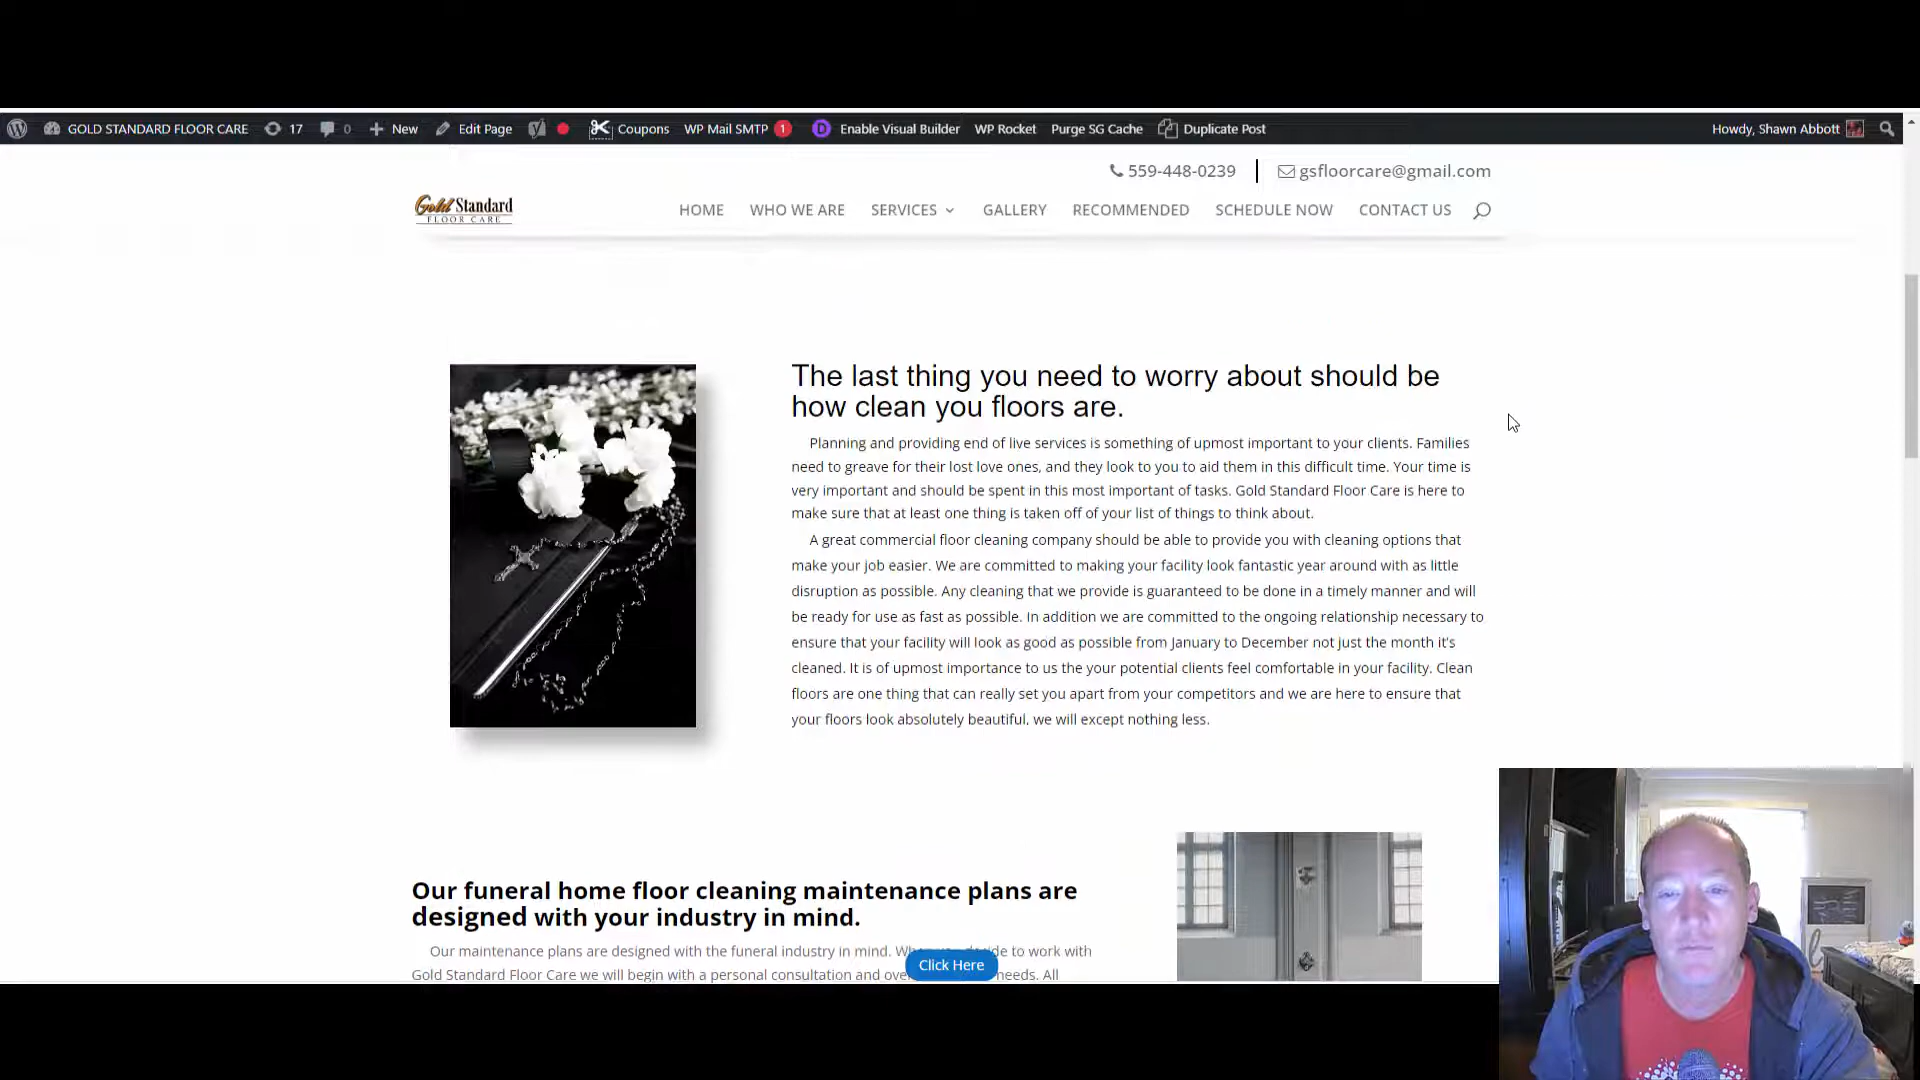 GOLD STANDARD FLOOR CARE 17 0 New Edit Page Coupons WP Mail SMTP 1 Enable Visual Builder WP Rocket Purge SG Cache Duplicate Post Howdy, Shawn Abbott
559-448-0239 gsfloorcare@gmail.com
Gold Standard
FLOOR CARE
HOME WHO WE ARE SERVICES GALLERY RECOMMENDED SCHEDULE NOW CONTACT US
The last thing you need to worry about should be
how clean you floors are.
Planning and providing end of live services is something of upmost important to your clients. Families
need to greave for their lost love ones, and they look to you to aid them in this difficult time. Your time is
very important and should be spent in this most important of tasks. Gold Standard Floor Care is here to
make sure that at least one thing is taken off of your list of things to think about.
A great commercial floor cleaning company should be able to provide you with cleaning options that
make your job easier. We are committed to making your facility look fantastic year around with as little
disruption as possible. Any cleaning that we provide is guaranteed to be done in a timely manner and will
be ready for use as fast as possible. In addition we are committed to the ongoing relationship necessary to
ensure that your facility will look as good as possible from January to December not just the month it's
cleaned. It is of upmost importance to us the your potential clients feel comfortable in your facility. Clean
floors are one thing that can really set you apart from your competitors and we are here to ensure that
your floors look absolutely beautiful, we will except nothing less.
Our funeral home floor cleaning maintenance plans are
designed with your industry in mind.
Our maintenance plans are designed with the funeral industry in mind. to work with
Gold Standard Floor Care we will begin with a personal consultation and needs. All
Click Here